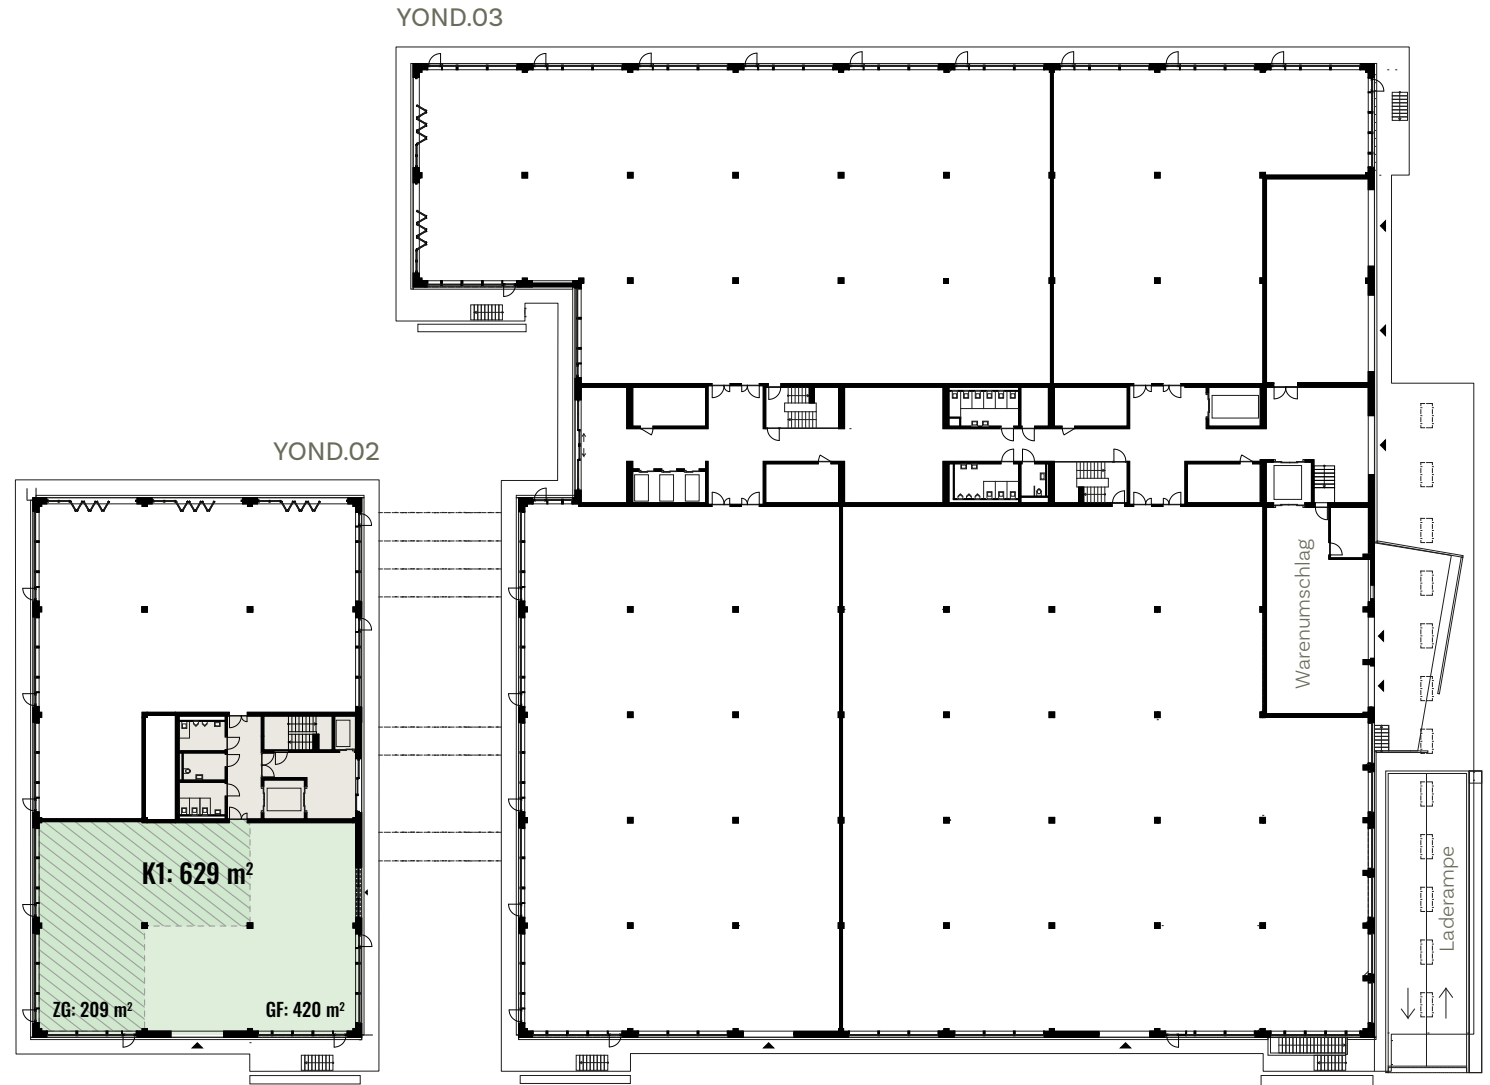 YOND.03
YOND.02
Warenumschlag
K1: 629 m²
Laderampe
ZG: 209 m²
GF: 420 m²